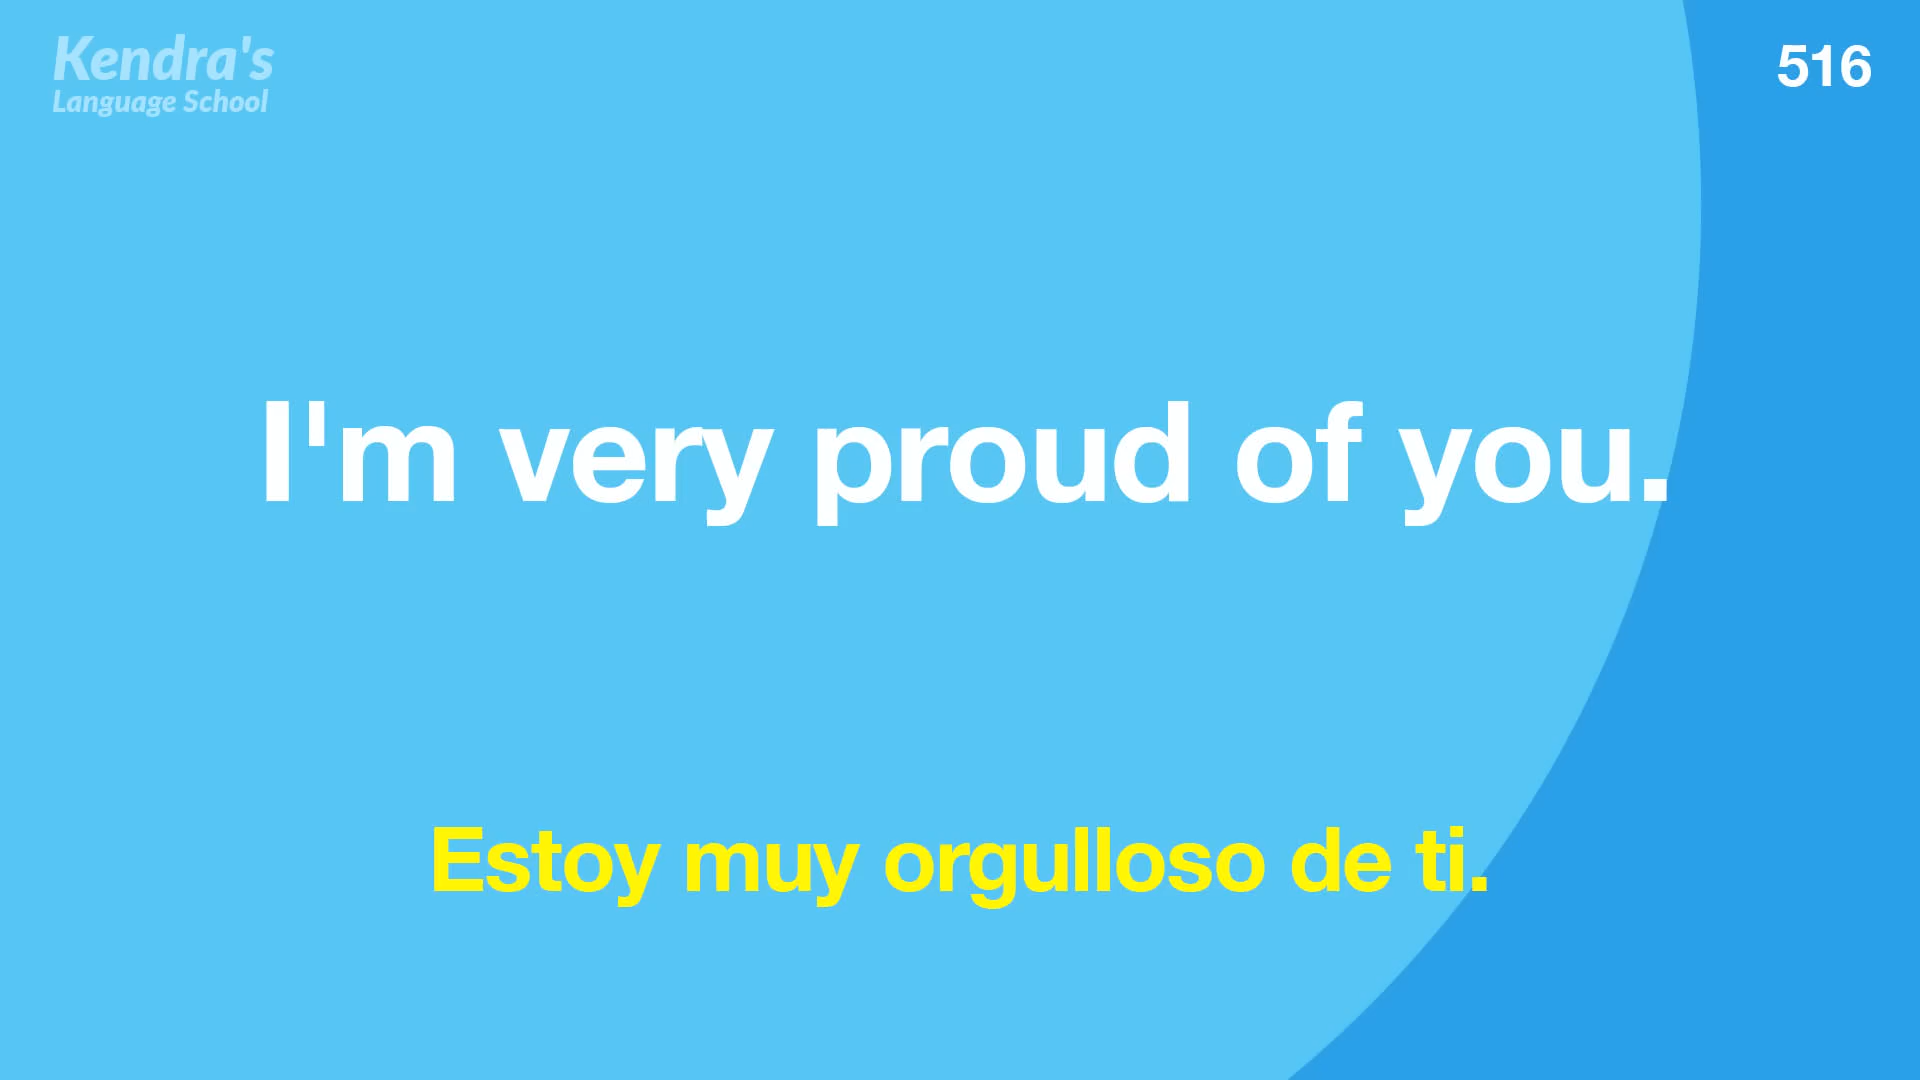 Kendra's
Language School
516
I'm very proud of you.
Estoy muy orgulloso de ti.